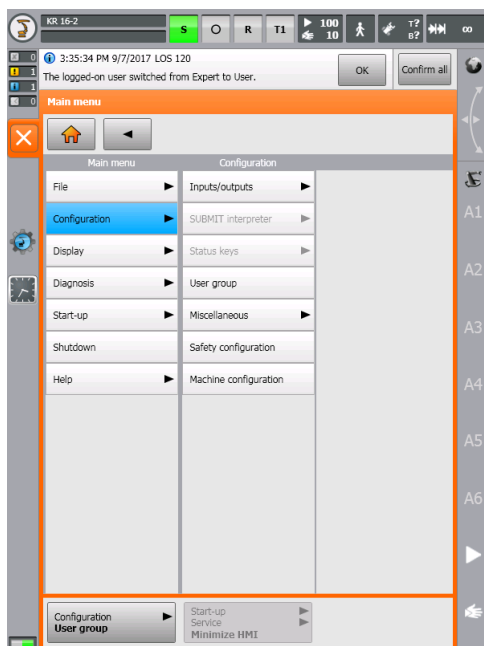 KR 16-2
S O R T1 100 10 T? B? ∞
0
1
1
0
3:35:34 PM 9/7/2017 LOS 120
The logged-on user switched from Expert to User.
OK
Confirm all
Main menu
Main menu Configuration
File Inputs/outputs
Configuration SUBMIT interpreter
Display Status keys
Diagnosis User group
Start-up Miscellaneous
Shutdown Safety configuration
Help Machine configuration
A1
A2
A3
A4
A5
A6
Configuration
User group
Start-up
Service
Minimize HMI